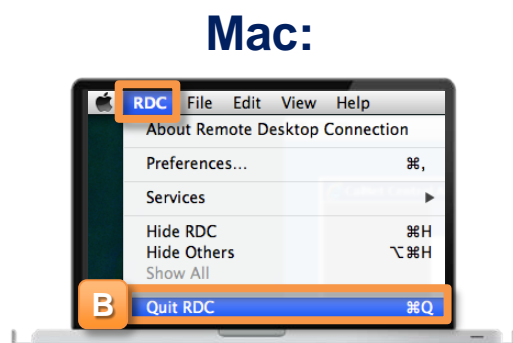 Mac:
RDC File Edit View Help
About Remote Desktop Connection
Preferences... ⌘,
Services ▶
Hide RDC ⌘H
Hide Others ⌥⌘H
Show All
B Quit RDC ⌘Q